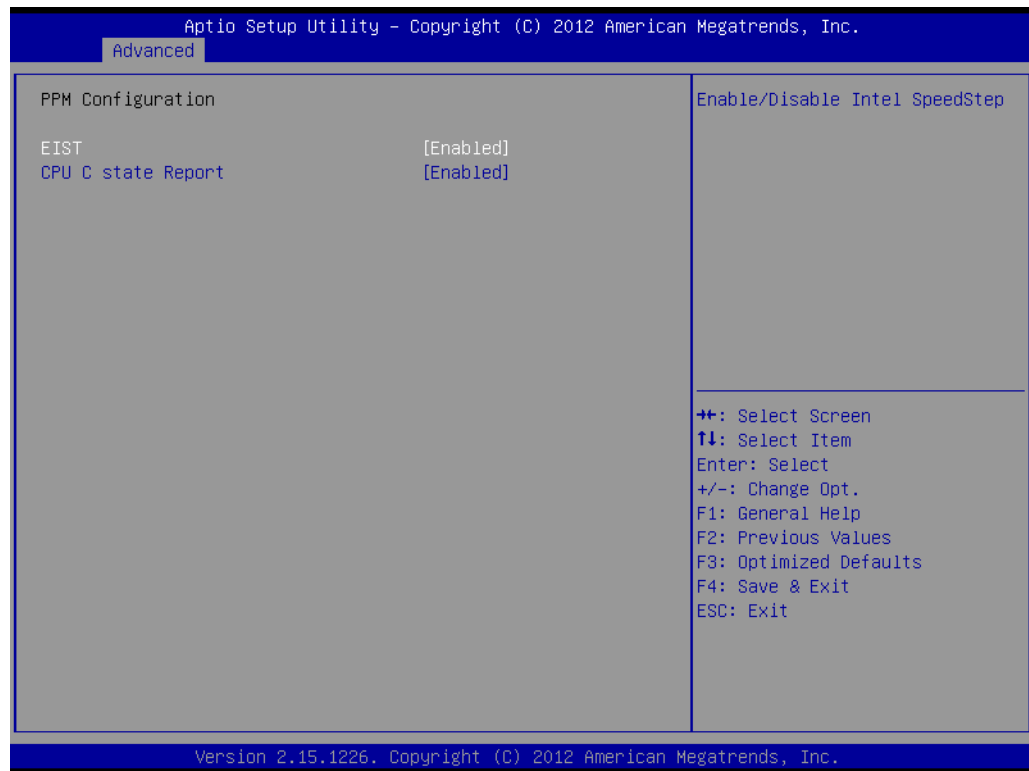 Aptio Setup Utility – Copyright (C) 2012 American Megatrends, Inc.
Advanced
PPM Configuration
EIST [Enabled]
CPU C state Report [Enabled]
Enable/Disable Intel SpeedStep
→←: Select Screen
↑↓: Select Item
Enter: Select
+/-: Change Opt.
F1: General Help
F2: Previous Values
F3: Optimized Defaults
F4: Save & Exit
ESC: Exit
Version 2.15.1226. Copyright (C) 2012 American Megatrends, Inc.